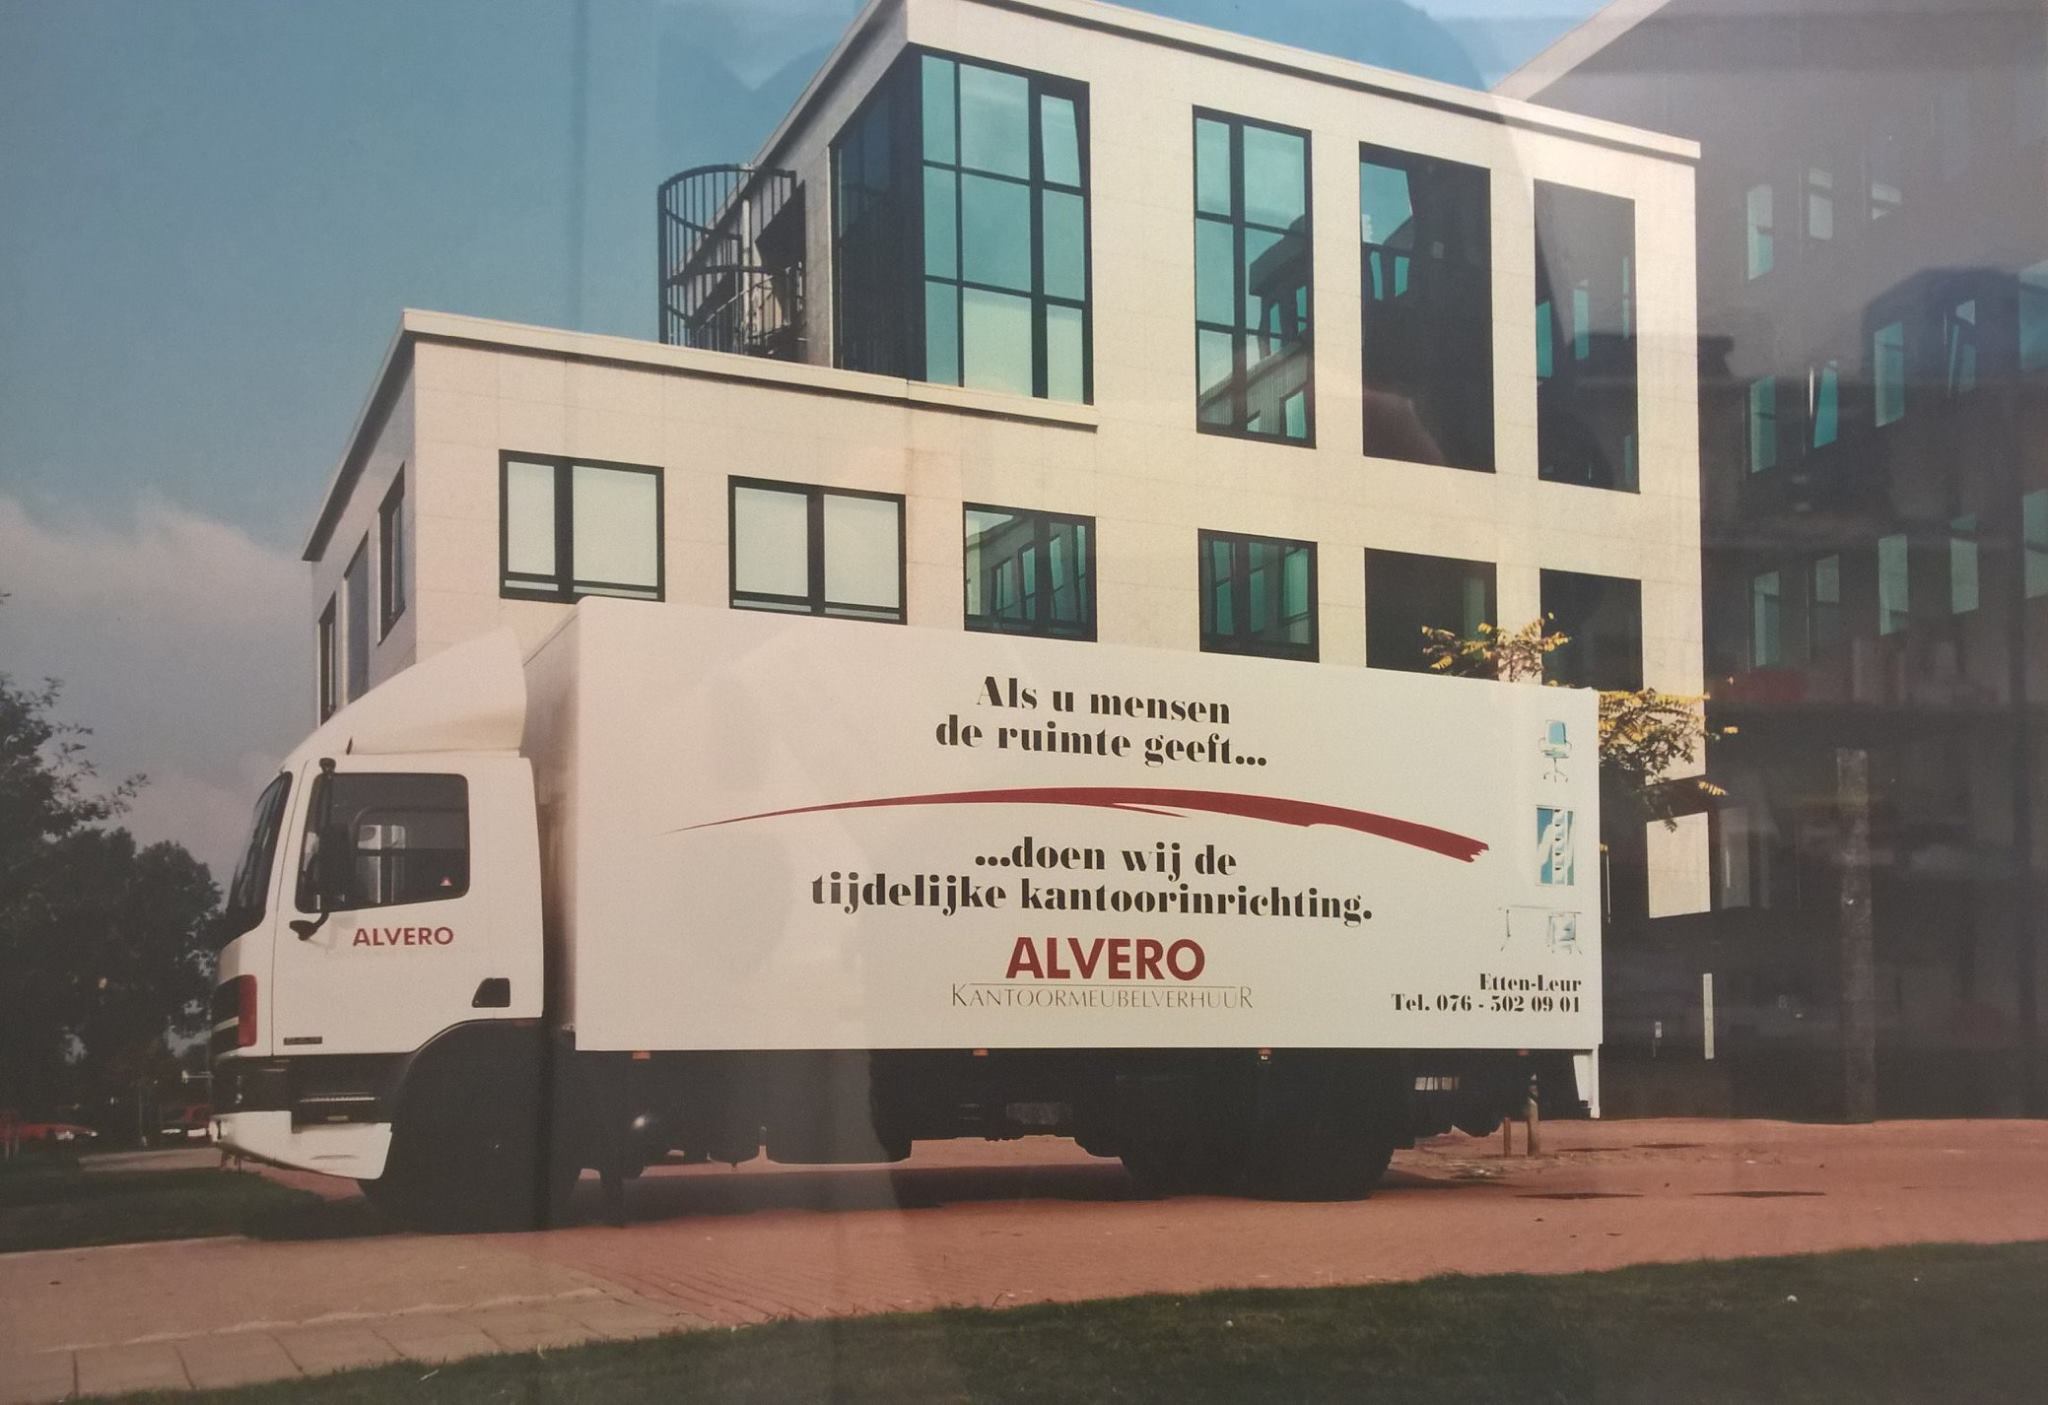 Als u mensen
de ruimte geeft...
...doen wij de
tijdelijke kantoorinrichting.
ALVERO
KANTOORMEUBELVERHUUR
Etten-Leur
Tel. 076 - 502 09 01
ALVERO